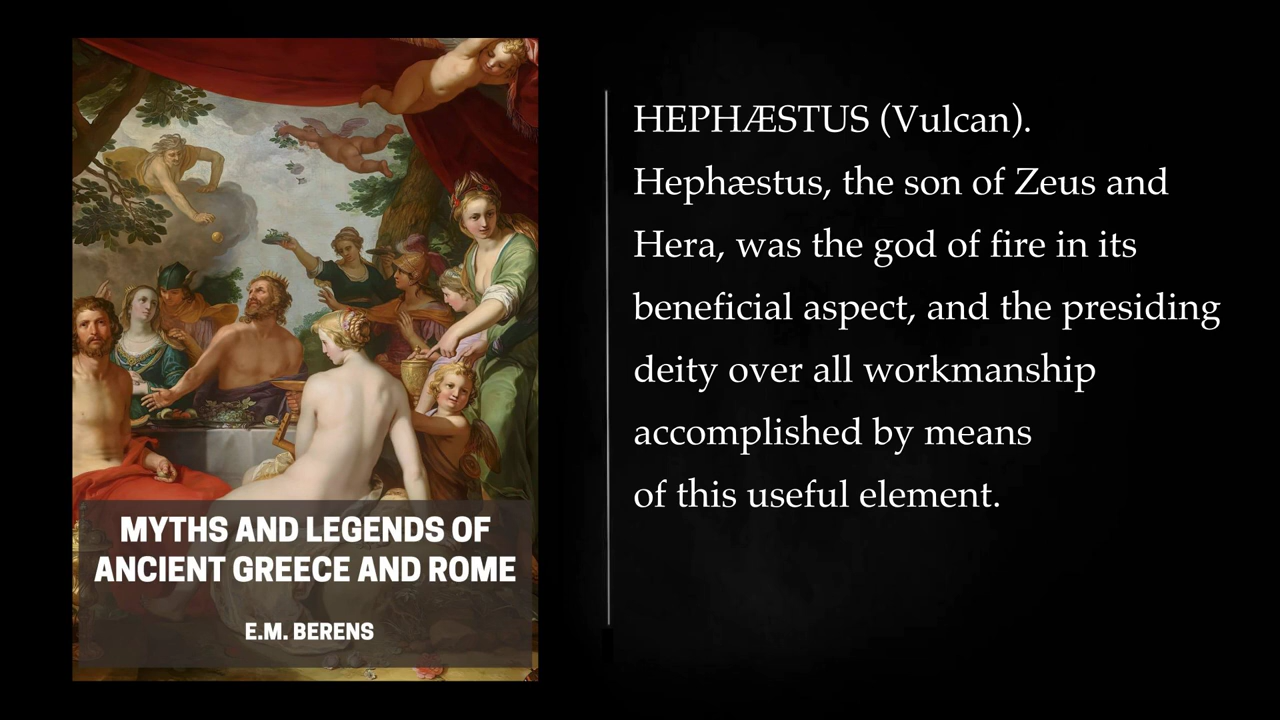 MYTHS AND LEGENDS OF
ANCIENT GREECE AND ROME
E.M. BERENS
HEPHÆSTUS (Vulcan).
Hephæstus, the son of Zeus and
Hera, was the god of fire in its
beneficial aspect, and the presiding
deity over all workmanship
accomplished by means
of this useful element.